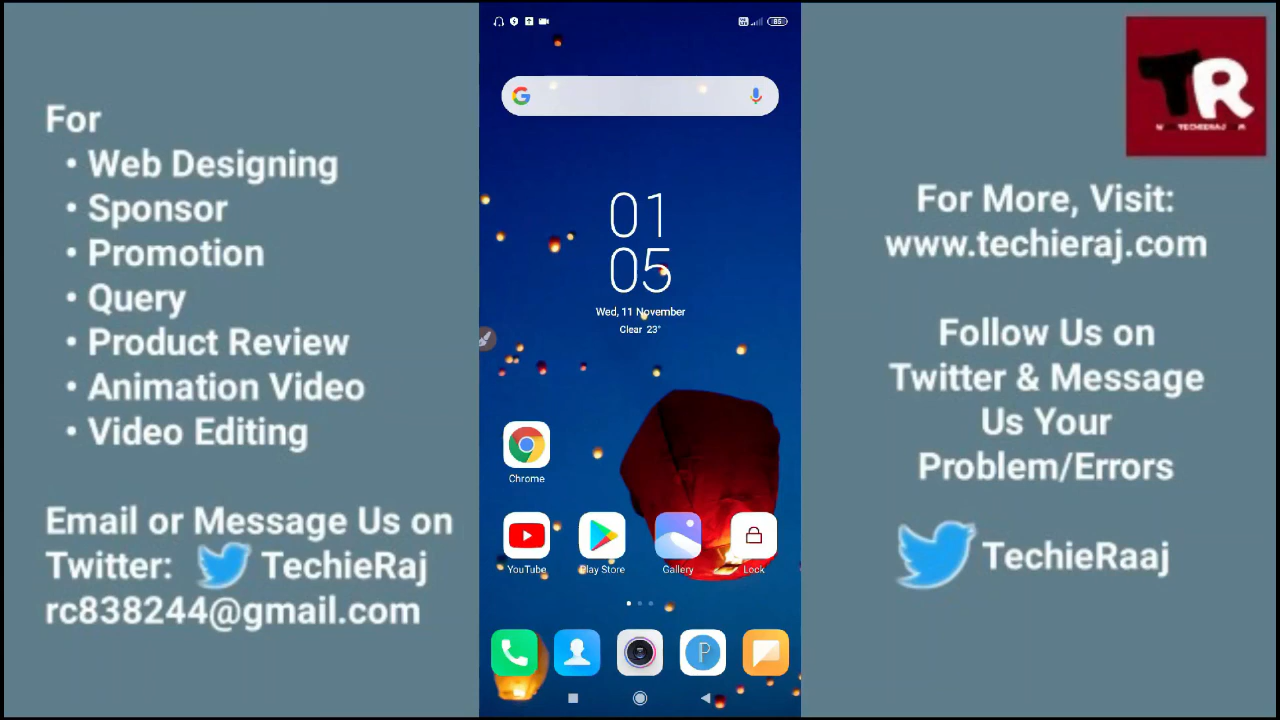 For
• Web Designing
• Sponsor
• Promotion
• Query
• Product Review
• Animation Video
• Video Editing
Email or Message Us on
Twitter: TechieRaj
rc838244@gmail.com
85
01
05
Wed, 11 November
Clear 23°
Chrome
YouTube
Play Store
Gallery
Lock
P
TR
For More, Visit:
www.techieraj.com
Follow Us on
Twitter & Message
Us Your
Problem/Errors
TechieRaaj